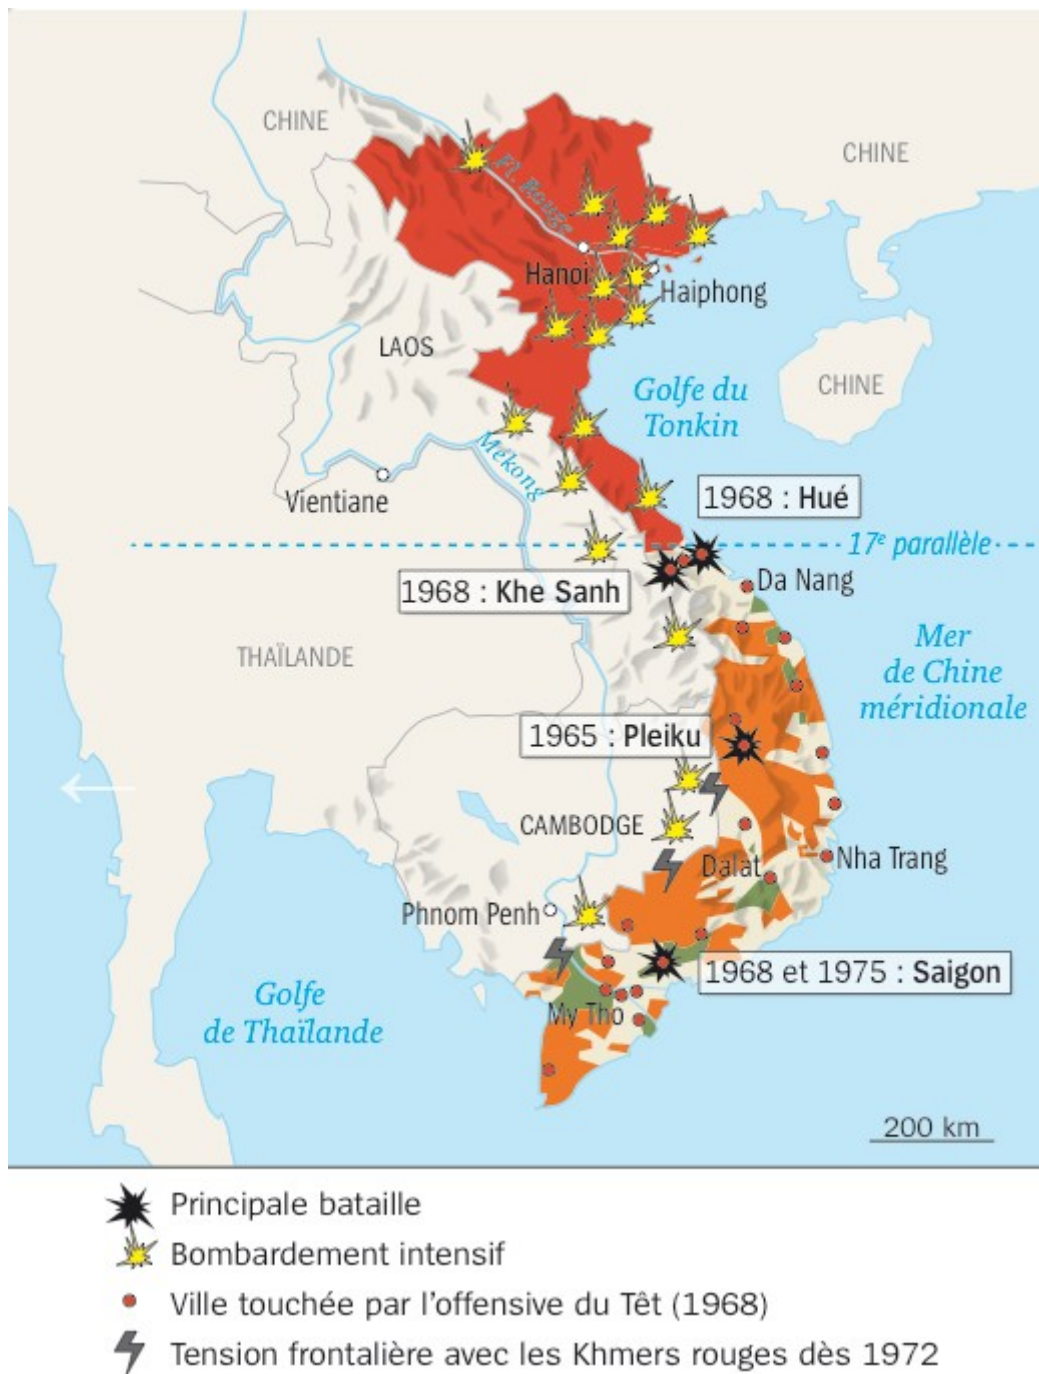 CHINE
CHINE
Fl. Rouge
Hanoi
Haiphong
LAOS
CHINE
Golfe du
Tonkin
Mékong
Vientiane
1968 : Hué
17e parallèle
1968 : Khe Sanh
Da Nang
THAÏLANDE
Mer
de Chine
méridionale
1965 : Pleiku
CAMBODGE
Dalat
Nha Trang
Phnom Penh
1968 et 1975 : Saigon
Golfe
de Thaïlande
My Tho
200 km
Principale bataille
Bombardement intensif
Ville touchée par l'offensive du Têt (1968)
Tension frontalière avec les Khmers rouges dès 1972